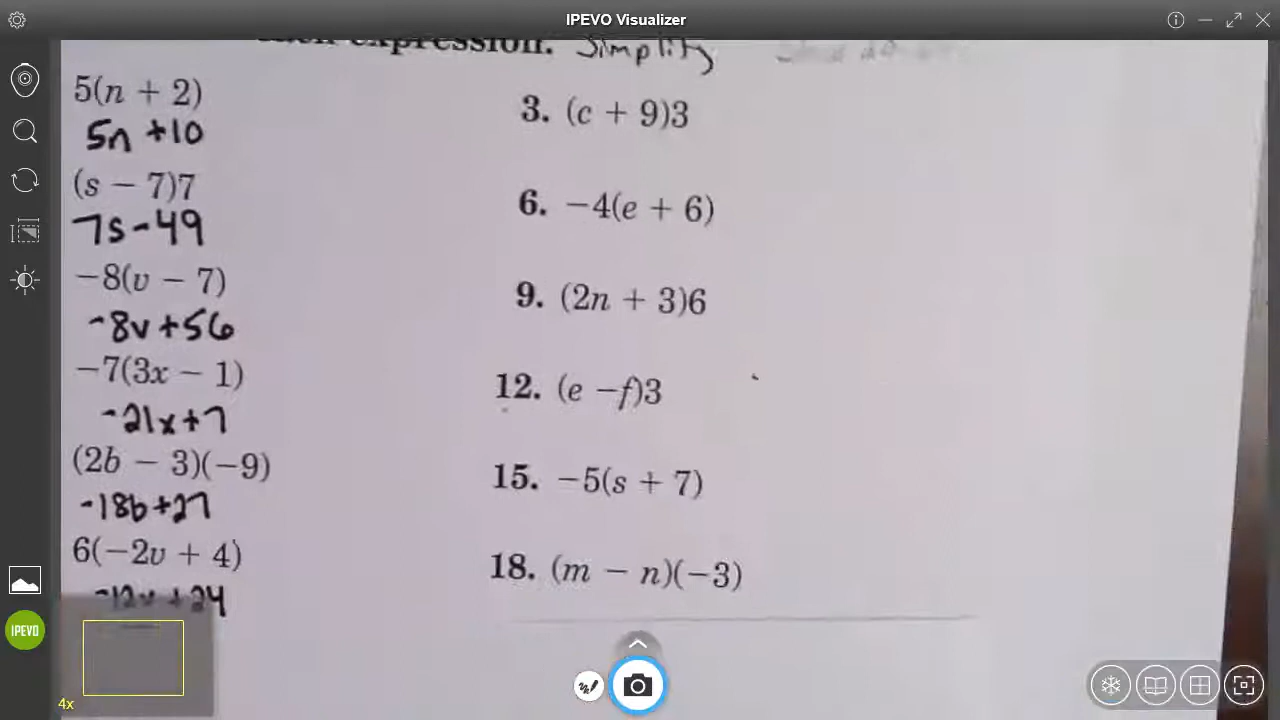 IPEVO Visualizer
expression. Simplify
5(n + 2)
5n +10
(s − 7)7
7s-49
−8(v − 7)
-8v+56
−7(3x − 1)
-21x+7
(2b − 3)(−9)
-18b+27
6(−2v + 4)
-12v+24
3. (c + 9)3
6. −4(e + 6)
9. (2n + 3)6
12. (e −f)3
15. −5(s + 7)
18. (m − n)(−3)
IPEVO
4x